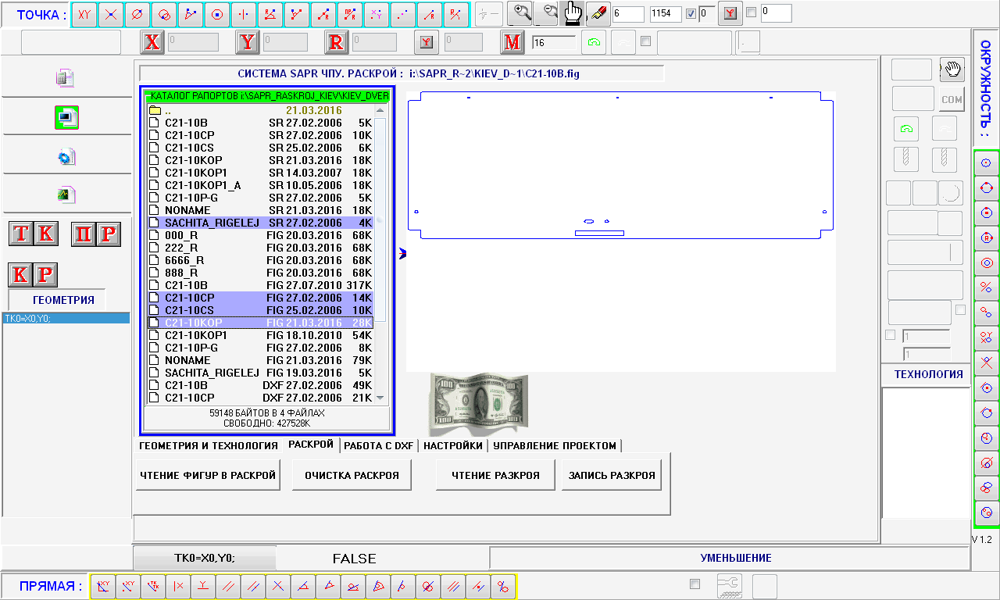 ТОЧКА :
XY
6
1154
0
0
X
0
Y
0
R
0
0
M
16
СИСТЕМА SAPR ЧПУ. РАСКРОЙ : i:\SAPR_R~2\KIEV_D~1\C21-10B.fig
КАТАЛОГ РАПОРТОВ i:\SAPR_RASKROJ_KIEV\KIEV_DVER
.. 21.03.2016
C21-10B SR 27.02.2006 5K
C21-10CP SR 27.02.2006 10K
C21-10CS SR 25.02.2006 6K
C21-10KOP SR 21.03.2016 18K
C21-10KOP1 SR 14.03.2007 18K
C21-10KOP1_A SR 10.05.2006 18K
C21-10P-G SR 27.02.2006 5K
NONAME SR 21.03.2016 18K
SACHITA_RIGELEJ SR 27.02.2006 4K
000_R FIG 20.03.2016 68K
222_R FIG 20.03.2016 68K
6666_R FIG 20.03.2016 68K
888_R FIG 20.03.2016 68K
C21-10B FIG 27.07.2010 317K
C21-10CP FIG 27.02.2006 14K
C21-10CS FIG 25.02.2006 10K
C21-10KOP FIG 21.03.2016 28K
C21-10KOP1 FIG 18.10.2010 54K
C21-10P-G FIG 27.02.2006 8K
NONAME FIG 21.03.2016 79K
SACHITA_RIGELEJ FIG 19.03.2016 5K
C21-10B DXF 27.02.2006 49K
C21-10CP DXF 27.02.2006 21K
59148 БАЙТОВ В 4 ФАЙЛАХ
СВОБОДНО: 427528K
Т К П Р
К Р
ГЕОМЕТРИЯ
TK0=X0,Y0;
100
100
ГЕОМЕТРИЯ И ТЕХНОЛОГИЯ РАСКРОЙ РАБОТА С DXF НАСТРОЙКИ УПРАВЛЕНИЕ ПРОЕКТОМ
ЧТЕНИЕ ФИГУР В РАСКРОЙ ОЧИСТКА РАСКРОЯ ЧТЕНИЕ РАЗКРОЯ ЗАПИСЬ РАЗКРОЯ
COM
1
1
ТЕХНОЛОГИЯ
ОКРУЖНОСТЬ :
V 1.2
TK0=X0,Y0; FALSE УМЕНЬШЕНИЕ
ПРЯМАЯ :